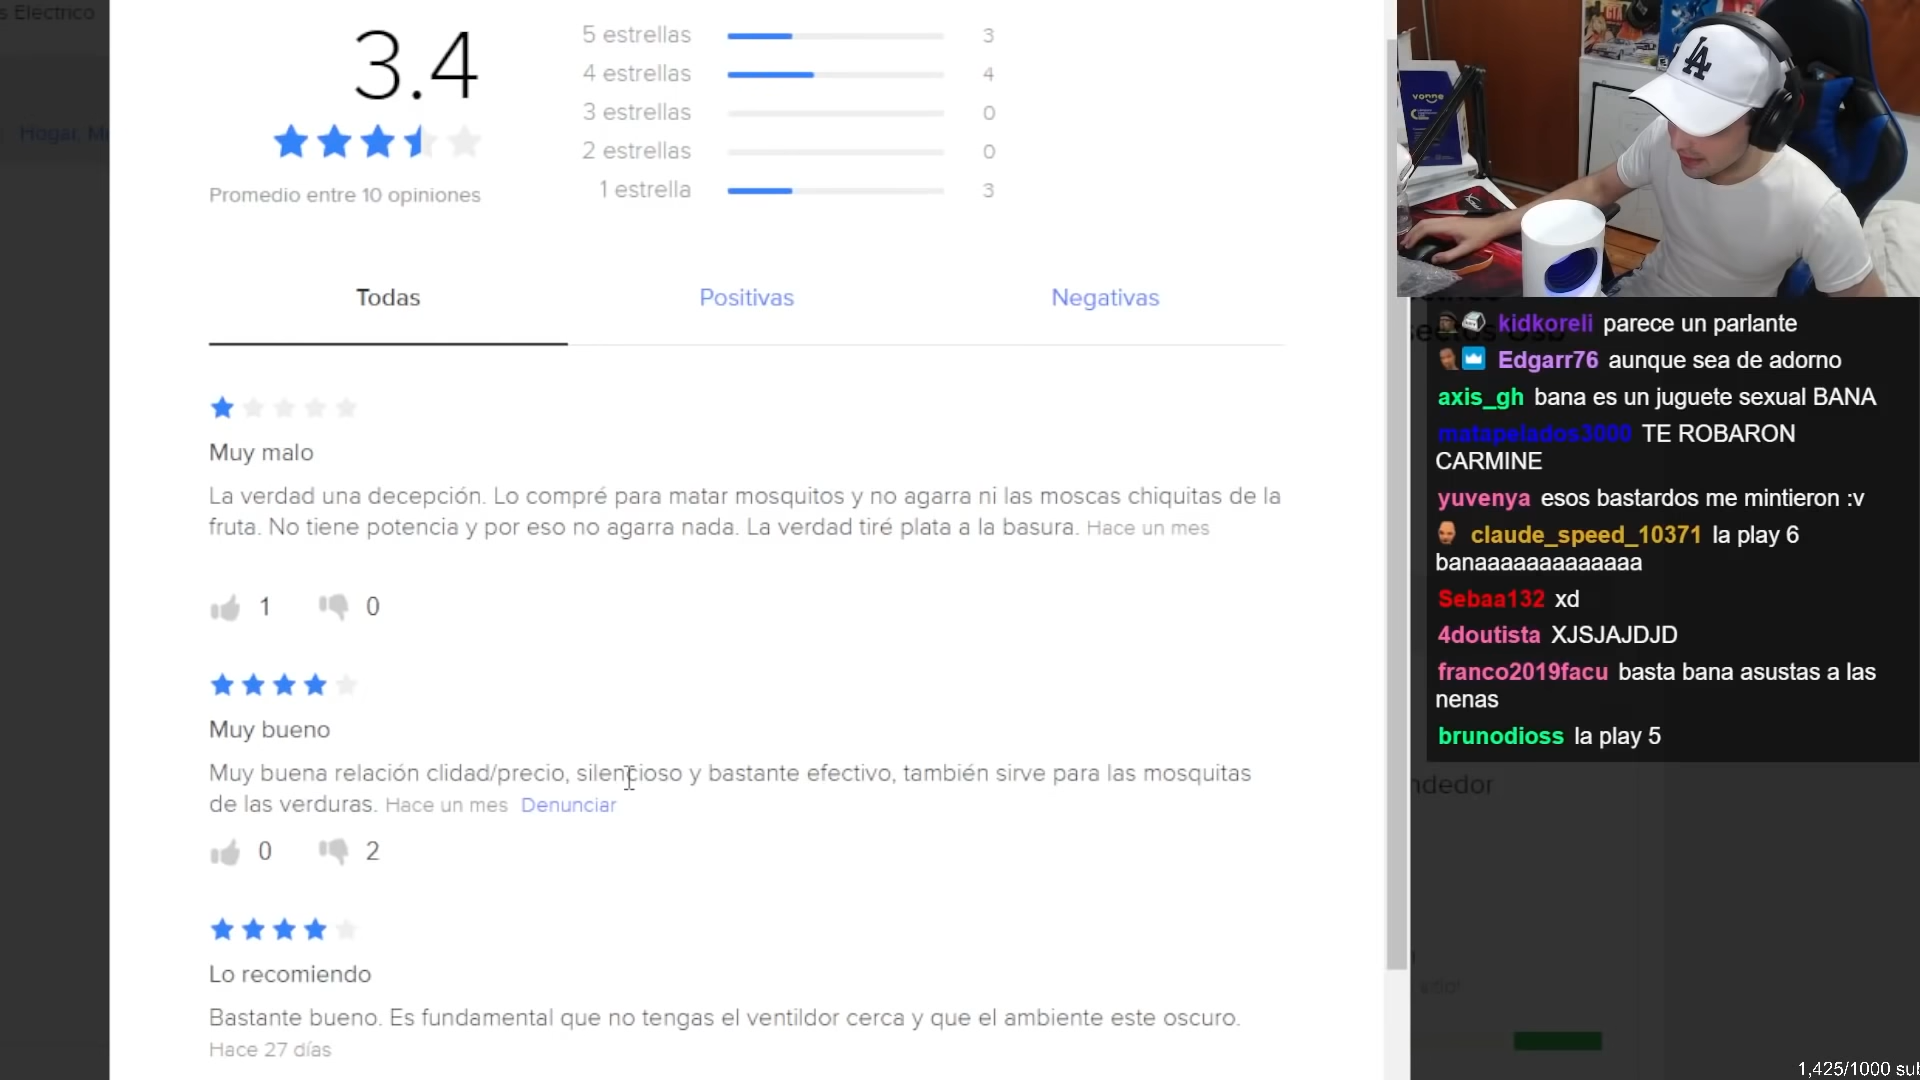 s Electrico
Hogar, M
3.4
Promedio entre 10 opiniones
5 estrellas 3
4 estrellas 4
3 estrellas 0
2 estrellas 0
1 estrella 3
Todas Positivas Negativas
Muy malo
La verdad una decepción. Lo compré para matar mosquitos y no agarra ni las moscas chiquitas de la
fruta. No tiene potencia y por eso no agarra nada. La verdad tiré plata a la basura. Hace un mes
1 0
Muy bueno
Muy buena relación clidad/precio, silencioso y bastante efectivo, también sirve para las mosquitas
de las verduras. Hace un mes Denunciar
0 2
Lo recomiendo
Bastante bueno. Es fundamental que no tengas el ventildor cerca y que el ambiente este oscuro.
Hace 27 días
LA
vonne
kidkoreli parece un parlante
Edgarr76 aunque sea de adorno
axis_gh bana es un juguete sexual BANA
matapelados3000 TE ROBARON
CARMINE
yuvenya esos bastardos me mintieron :v
claude_speed_10371 la play 6
banaaaaaaaaaaaaa
Sebaa132 xd
4doutista XJSJAJDJD
franco2019facu basta bana asustas a las
nenas
brunodioss la play 5
ndedor
1,425/1000 sub